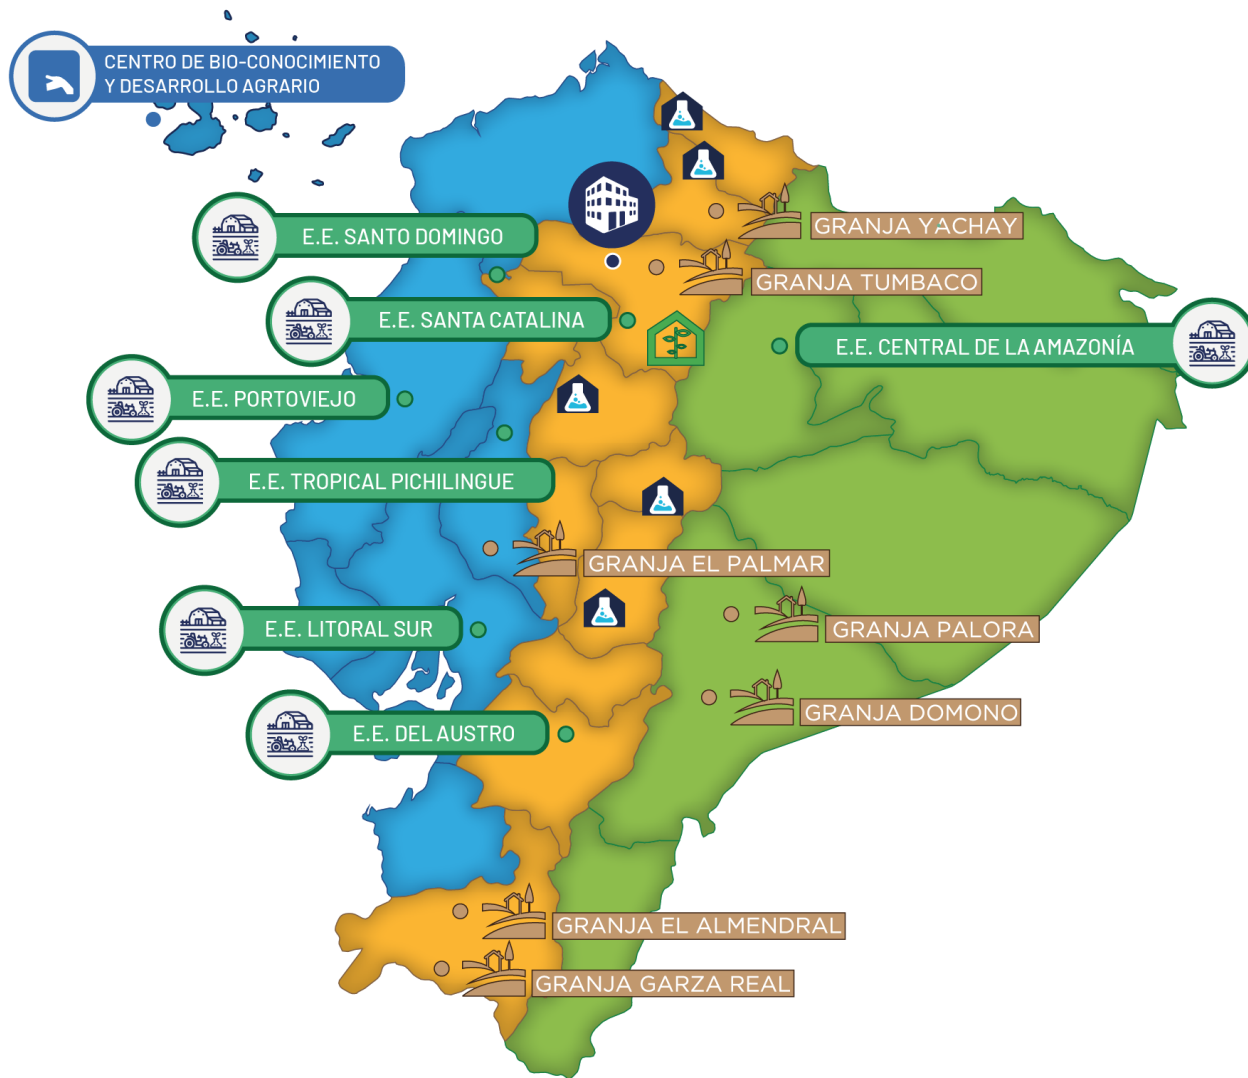 CENTRO DE BIO-CONOCIMIENTO
Y DESARROLLO AGRARIO
GRANJA YACHAY
E.E. SANTO DOMINGO
GRANJA TUMBACO
E.E. SANTA CATALINA
E.E. CENTRAL DE LA AMAZONÍA
E.E. PORTOVIEJO
E.E. TROPICAL PICHILINGUE
GRANJA EL PALMAR
E.E. LITORAL SUR
GRANJA PALORA
GRANJA DOMONO
E.E. DEL AUSTRO
GRANJA EL ALMENDRAL
GRANJA GARZA REAL